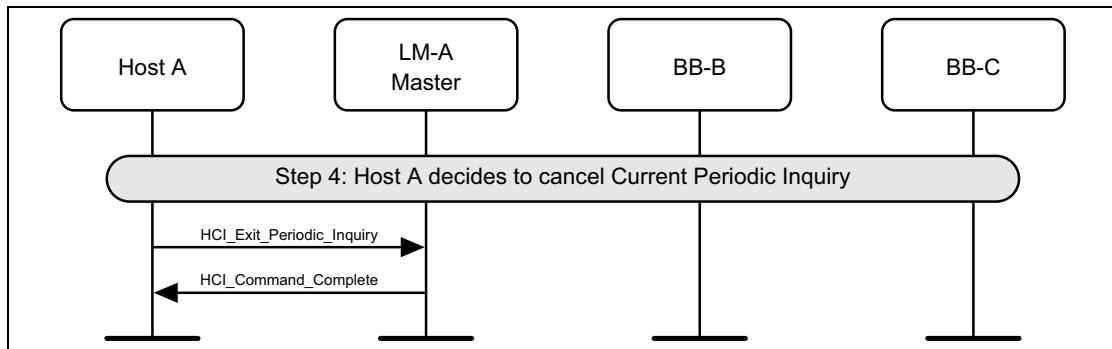 Host A
LM-A
Master
BB-B
BB-C
Step 4: Host A decides to cancel Current Periodic Inquiry
HCI_Exit_Periodic_Inquiry
HCI_Command_Complete